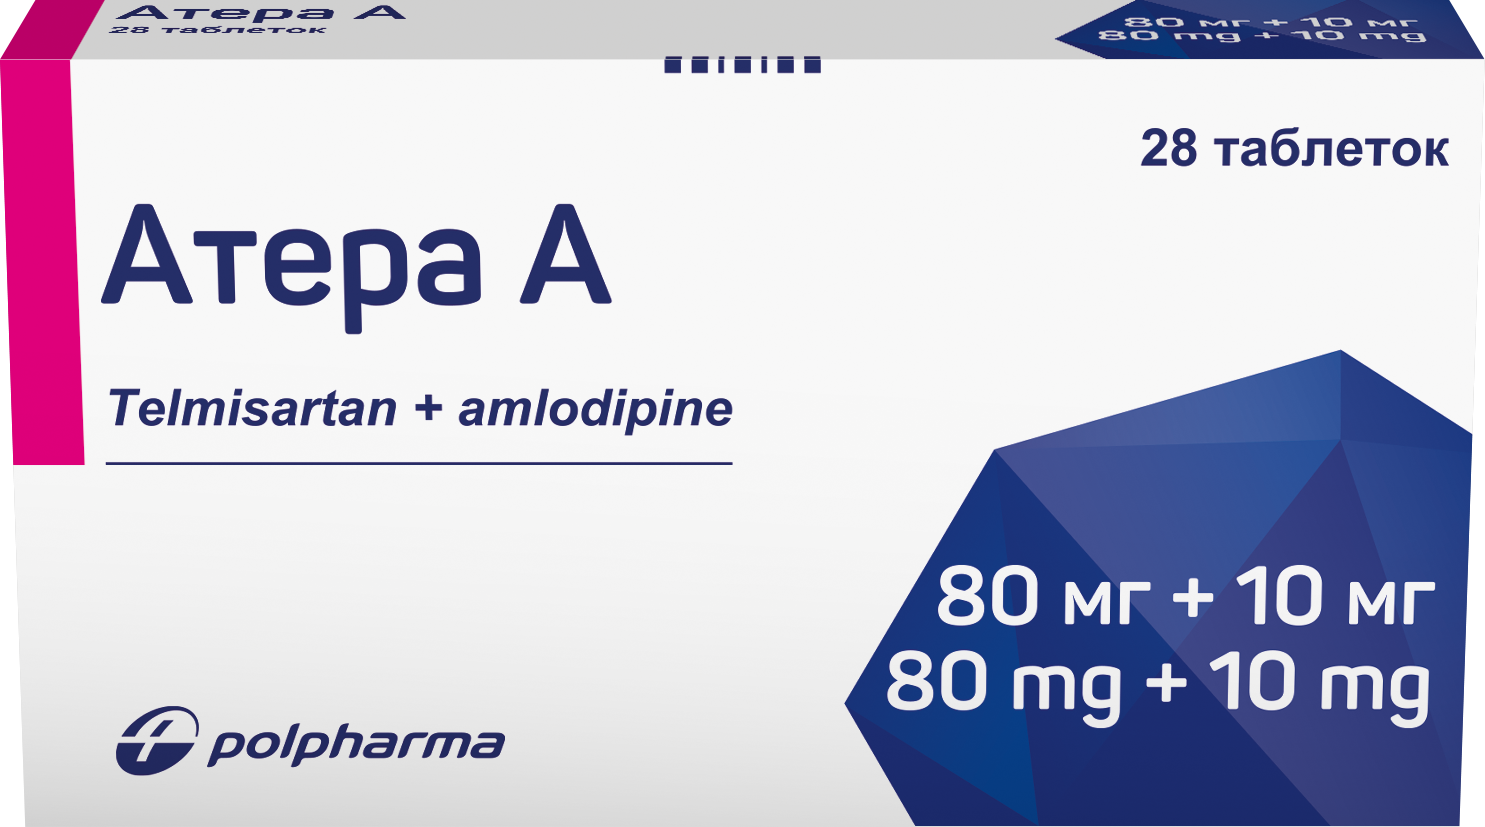 Атера А
28 таблеток
80 мг + 10 мг
80 mg + 10 mg
28 таблеток
Атера А
Telmisartan + amlodipine
80 мг + 10 мг
80 mg + 10 mg
polpharma